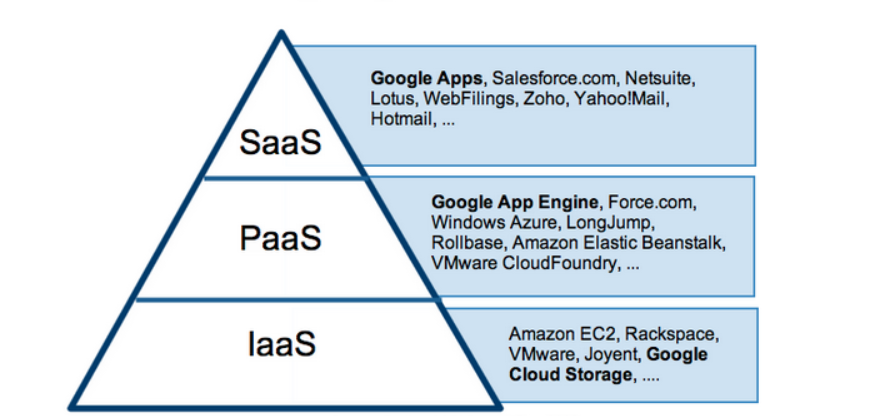 SaaS
Google Apps, Salesforce.com, Netsuite,
Lotus, WebFilings, Zoho, Yahoo!Mail,
Hotmail, ...
PaaS
Google App Engine, Force.com,
Windows Azure, LongJump,
Rollbase, Amazon Elastic Beanstalk,
VMware CloudFoundry, ...
IaaS
Amazon EC2, Rackspace,
VMware, Joyent, Google
Cloud Storage, ....